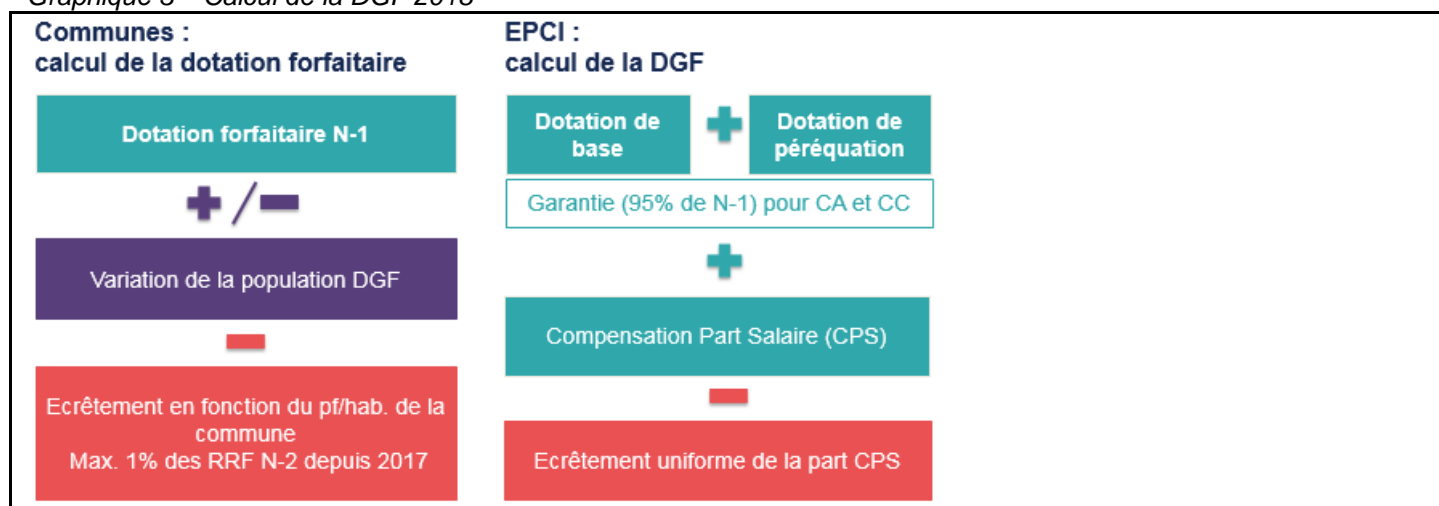 Communes :
calcul de la dotation forfaitaire
Dotation forfaitaire N-1
+ / -
Variation de la population DGF
-
Ecrêtement en fonction du pf/hab. de la
commune
Max. 1% des RRF N-2 depuis 2017
EPCI :
calcul de la DGF
Dotation de
base
+
Dotation de
péréquation
Garantie (95% de N-1) pour CA et CC
+
Compensation Part Salaire (CPS)
-
Ecrêtement uniforme de la part CPS